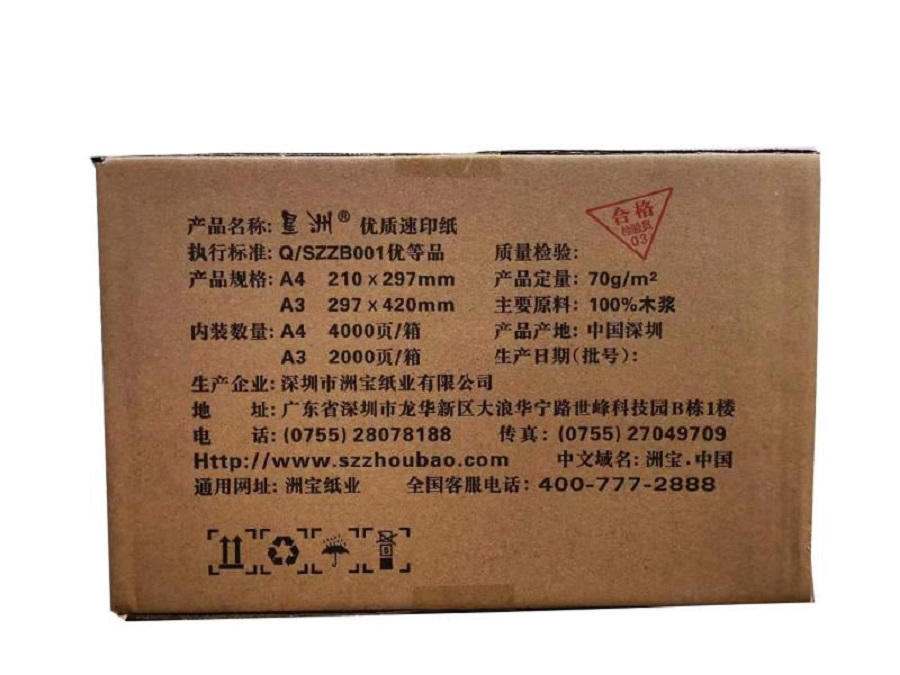 产品名称: 星洲® 优质速印纸
合格
检验员
03
执行标准: Q/SZZB001优等品 质量检验:
产品规格: A4 210×297mm 产品定量: 70g/m²
A3 297×420mm 主要原料: 100%木浆
内装数量: A4 4000页/箱 产品产地: 中国深圳
A3 2000页/箱 生产日期(批号):
生产企业: 深圳市洲宝纸业有限公司
地 址: 广东省深圳市龙华新区大浪华宁路世峰科技园B栋1楼
电 话: (0755) 28078188 传真: (0755) 27049709
Http://www.szzhoubao.com 中文域名: 洲宝.中国
通用网址: 洲宝纸业 全国客服电话: 400-777-2888